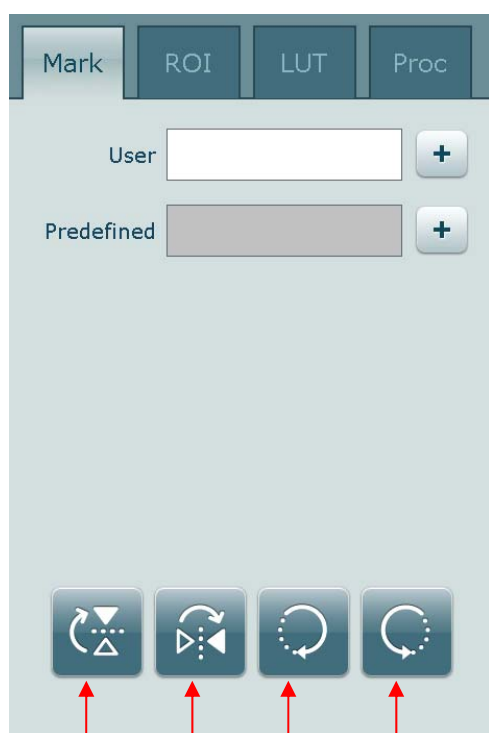 Mark ROI LUT Proc
User +
Predefined +